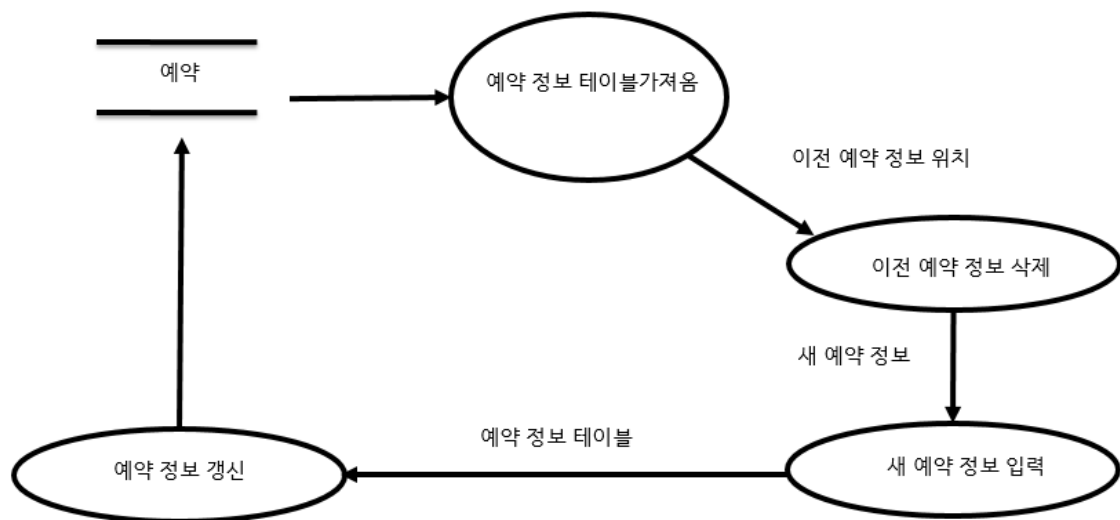 예약
예약 정보 테이블가져옴
이전 예약 정보 위치
이전 예약 정보 삭제
새 예약 정보
새 예약 정보 입력
예약 정보 테이블
예약 정보 갱신